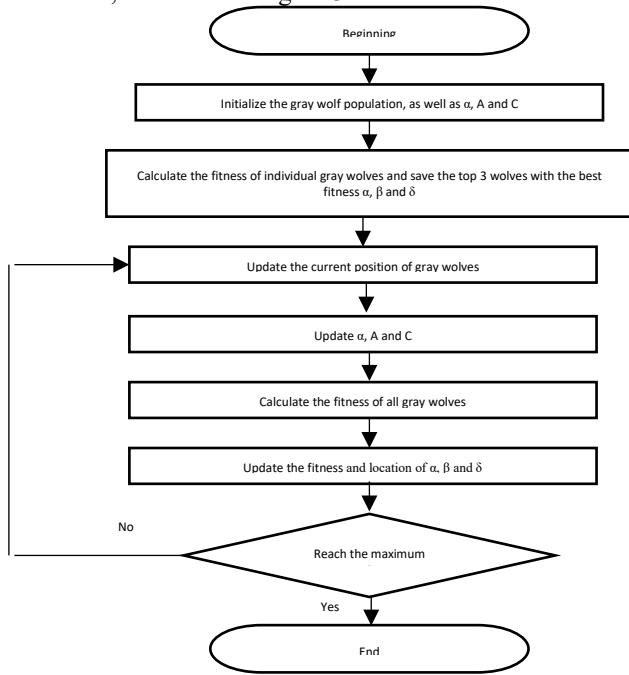 Beginning
Initialize the gray wolf population, as well as α, A and C
Calculate the fitness of individual gray wolves and save the top 3 wolves with the best
fitness α, β and δ
Update the current position of gray wolves
Update α, A and C
Calculate the fitness of all gray wolves
Update the fitness and location of α, β and δ
No
Reach the maximum
Yes
End